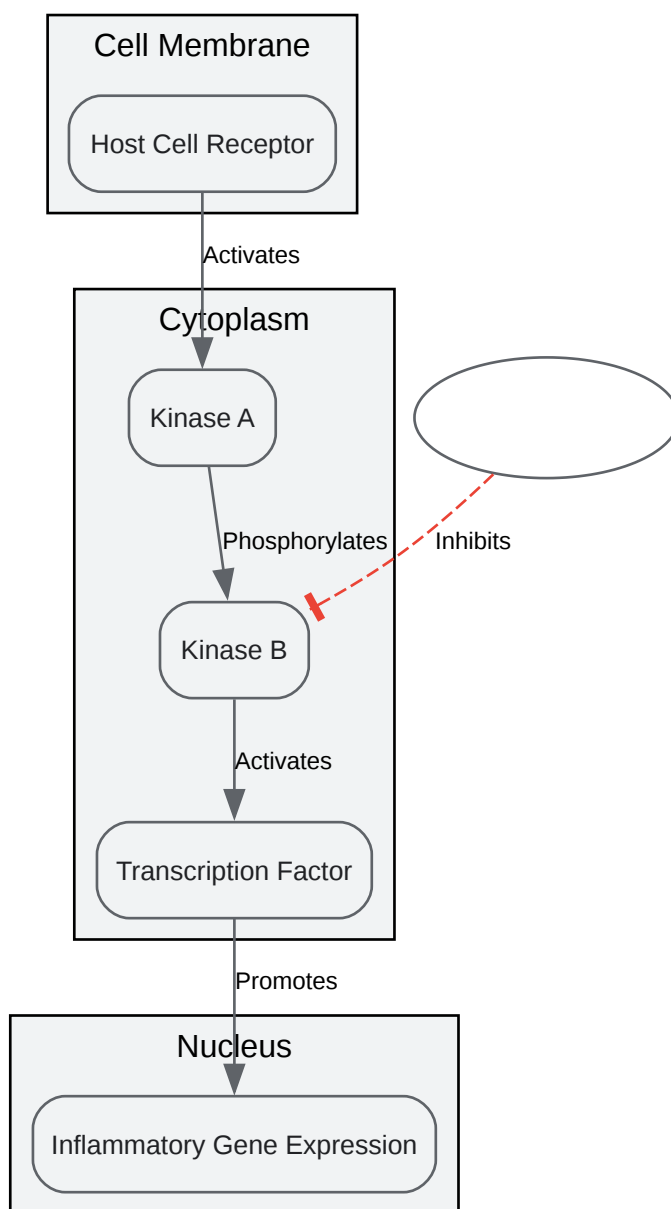 Cell Membrane
Host Cell Receptor
Activates
Cytoplasm
Kinase A
Phosphorylates
Inhibits
Kinase B
Activates
Transcription Factor
Promotes
Nucleus
Inflammatory Gene Expression